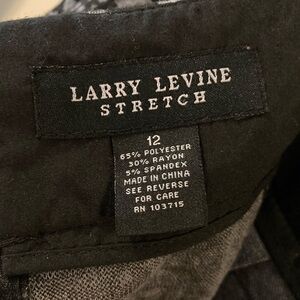 LARRY LEVINE
STRETCH
12
65% POLYESTER
30% RAYON
5% SPANDEX
MADE IN CHINA
SEE REVERSE
FOR CARE
RN 103715